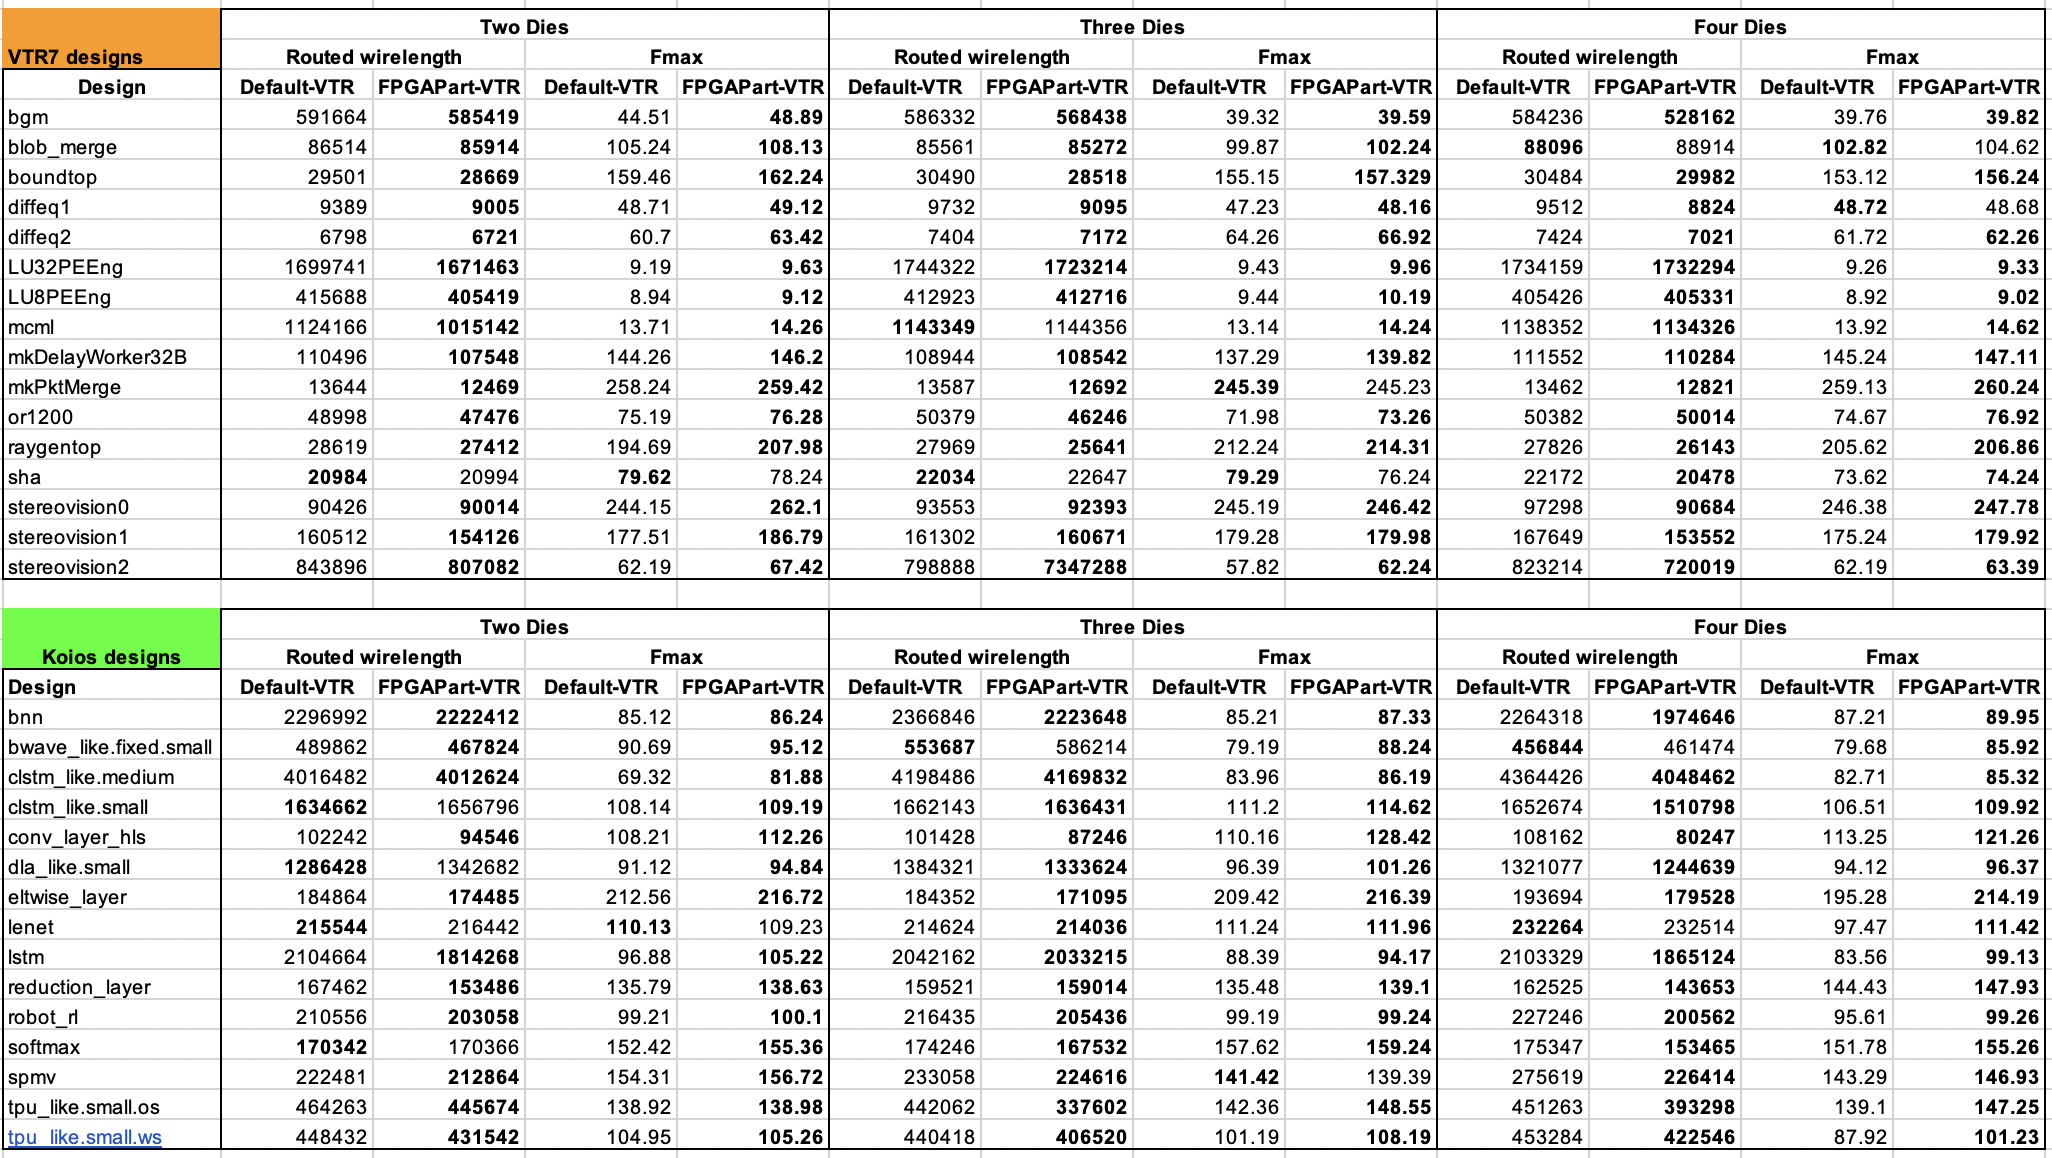 Two Dies Three Dies Four Dies
VTR7 designs Routed wirelength Fmax Routed wirelength Fmax Routed wirelength Fmax
Design Default-VTR FPGAPart-VTR Default-VTR FPGAPart-VTR Default-VTR FPGAPart-VTR Default-VTR FPGAPart-VTR Default-VTR FPGAPart-VTR Default-VTR FPGAPart-VTR
bgm 591664 585419 44.51 48.89 586332 568438 39.32 39.59 584236 528162 39.76 39.82
blob_merge 86514 85914 105.24 108.13 85561 85272 99.87 102.24 88096 88914 102.82 104.62
boundtop 29501 28669 159.46 162.24 30490 28518 155.15 157.329 30484 29982 153.12 156.24
diffeq1 9389 9005 48.71 49.12 9732 9095 47.23 48.16 9512 8824 48.72 48.68
diffeq2 6798 6721 60.7 63.42 7404 7172 64.26 66.92 7424 7021 61.72 62.26
LU32PEEng 1699741 1671463 9.19 9.63 1744322 1723214 9.43 9.96 1734159 1732294 9.26 9.33
LU8PEEng 415688 405419 8.94 9.12 412923 412716 9.44 10.19 405426 405331 8.92 9.02
mcml 1124166 1015142 13.71 14.26 1143349 1144356 13.14 14.24 1138352 1134326 13.92 14.62
mkDelayWorker32B 110496 107548 144.26 146.2 108944 108542 137.29 139.82 111552 110284 145.24 147.11
mkPktMerge 13644 12469 258.24 259.42 13587 12692 245.39 245.23 13462 12821 259.13 260.24
or1200 48998 47476 75.19 76.28 50379 46246 71.98 73.26 50382 50014 74.67 76.92
raygentop 28619 27412 194.69 207.98 27969 25641 212.24 214.31 27826 26143 205.62 206.86
sha 20984 20994 79.62 78.24 22034 22647 79.29 76.24 22172 20478 73.62 74.24
stereovision0 90426 90014 244.15 262.1 93553 92393 245.19 246.42 97298 90684 246.38 247.78
stereovision1 160512 154126 177.51 186.79 161302 160671 179.28 179.98 167649 153552 175.24 179.92
stereovision2 843896 807082 62.19 67.42 798888 7347288 57.82 62.24 823214 720019 62.19 63.39
Two Dies Three Dies Four Dies
Koios designs Routed wirelength Fmax Routed wirelength Fmax Routed wirelength Fmax
Design Default-VTR FPGAPart-VTR Default-VTR FPGAPart-VTR Default-VTR FPGAPart-VTR Default-VTR FPGAPart-VTR Default-VTR FPGAPart-VTR Default-VTR FPGAPart-VTR
bnn 2296992 2222412 85.12 86.24 2366846 2223648 85.21 87.33 2264318 1974646 87.21 89.95
bwave_like.fixed.small 489862 467824 90.69 95.12 553687 586214 79.19 88.24 456844 461474 79.68 85.92
clstm_like.medium 4016482 4012624 69.32 81.88 4198486 4169832 83.96 86.19 4364426 4048462 82.71 85.32
clstm_like.small 1634662 1656796 108.14 109.19 1662143 1636431 111.2 114.62 1652674 1510798 106.51 109.92
conv_layer_hls 102242 94546 108.21 112.26 101428 87246 110.16 128.42 108162 80247 113.25 121.26
dla_like.small 1286428 1342682 91.12 94.84 1384321 1333624 96.39 101.26 1321077 1244639 94.12 96.37
eltwise_layer 184864 174485 212.56 216.72 184352 171095 209.42 216.39 193694 179528 195.28 214.19
lenet 215544 216442 110.13 109.23 214624 214036 111.24 111.96 232264 232514 97.47 111.42
lstm 2104664 1814268 96.88 105.22 2042162 2033215 88.39 94.17 2103329 1865124 83.56 99.13
reduction_layer 167462 153486 135.79 138.63 159521 159014 135.48 139.1 162525 143653 144.43 147.93
robot_rl 210556 203058 99.21 100.1 216435 205436 99.19 99.24 227246 200562 95.61 99.26
softmax 170342 170366 152.42 155.36 174246 167532 157.62 159.24 175347 153465 151.78 155.26
spmv 222481 212864 154.31 156.72 233058 224616 141.42 139.39 275619 226414 143.29 146.93
tpu_like.small.os 464263 445674 138.92 138.98 442062 337602 142.36 148.55 451263 393298 139.1 147.25
tpu_like.small.ws 448432 431542 104.95 105.26 440418 406520 101.19 108.19 453284 422546 87.92 101.23